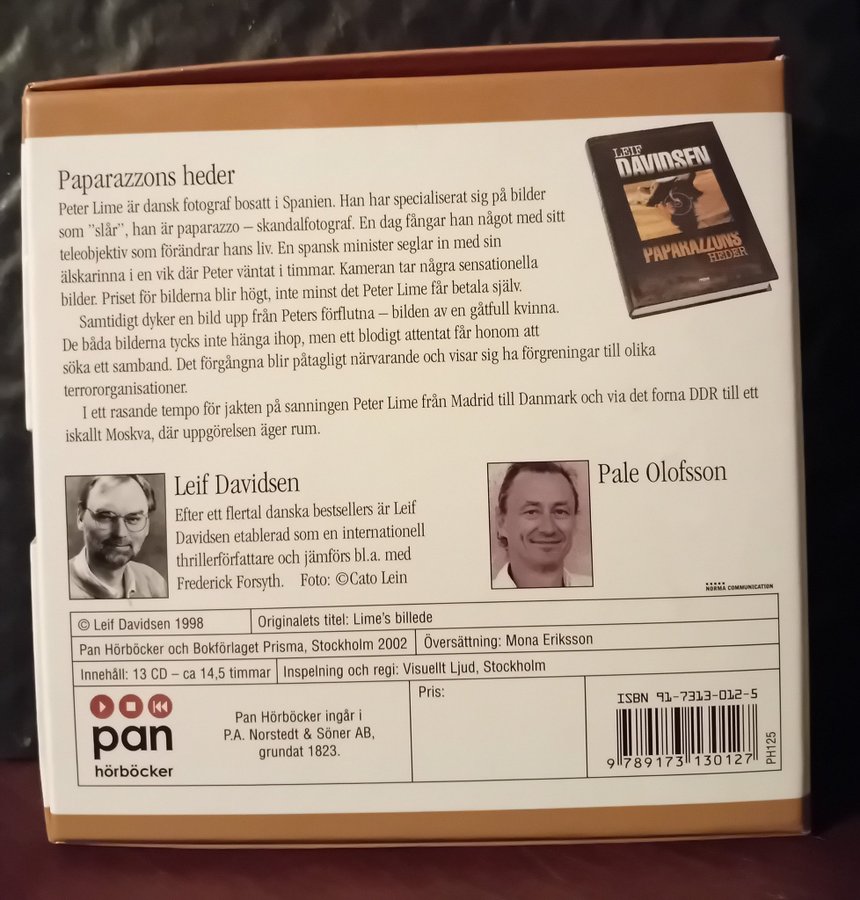 Paparazzons heder
Peter Lime är dansk fotograf bosatt i Spanien. Han har specialiserat sig på bilder
som ”slår”, han är paparazzo – skandalfotograf. En dag fångar han något med sitt
teleobjektiv som förändrar hans liv. En spansk minister seglar in med sin
älskarinna i en vik där Peter väntat i timmar. Kameran tar några sensationella
bilder. Priset för bilderna blir högt, inte minst det Peter Lime får betala själv.
Samtidigt dyker en bild upp från Peters förflutna – bilden av en gåtfull kvinna.
De båda bilderna tycks inte hänga ihop, men ett blodigt attentat får honom att
söka ett samband. Det förgångna blir påtagligt närvarande och visar sig ha förgreningar till olika
terrororganisationer.
I ett rasande tempo för jakten på sanningen Peter Lime från Madrid till Danmark och via det forna DDR till ett
iskallt Moskva, där uppgörelsen äger rum.
LEIF
DAVIDSEN
PAPARAZZONS
HEDER
Leif Davidsen
Efter ett flertal danska bestsellers är Leif
Davidsen etablerad som en internationell
thrillerförfattare och jämförs bl.a. med
Frederick Forsyth. Foto: ©Cato Lein
Pale Olofsson
NORMA COMMUNICATION
© Leif Davidsen 1998
Originalets titel: Lime's billede
Pan Hörböcker och Bokförlaget Prisma, Stockholm 2002
Översättning: Mona Eriksson
Innehåll: 13 CD – ca 14,5 timmar
Inspelning och regi: Visuellt Ljud, Stockholm
pan
hörböcker
Pan Hörböcker ingår i
P.A. Norstedt & Söner AB,
grundat 1823.
Pris:
ISBN 91-7313-012-5
9 789173 130127
PH125